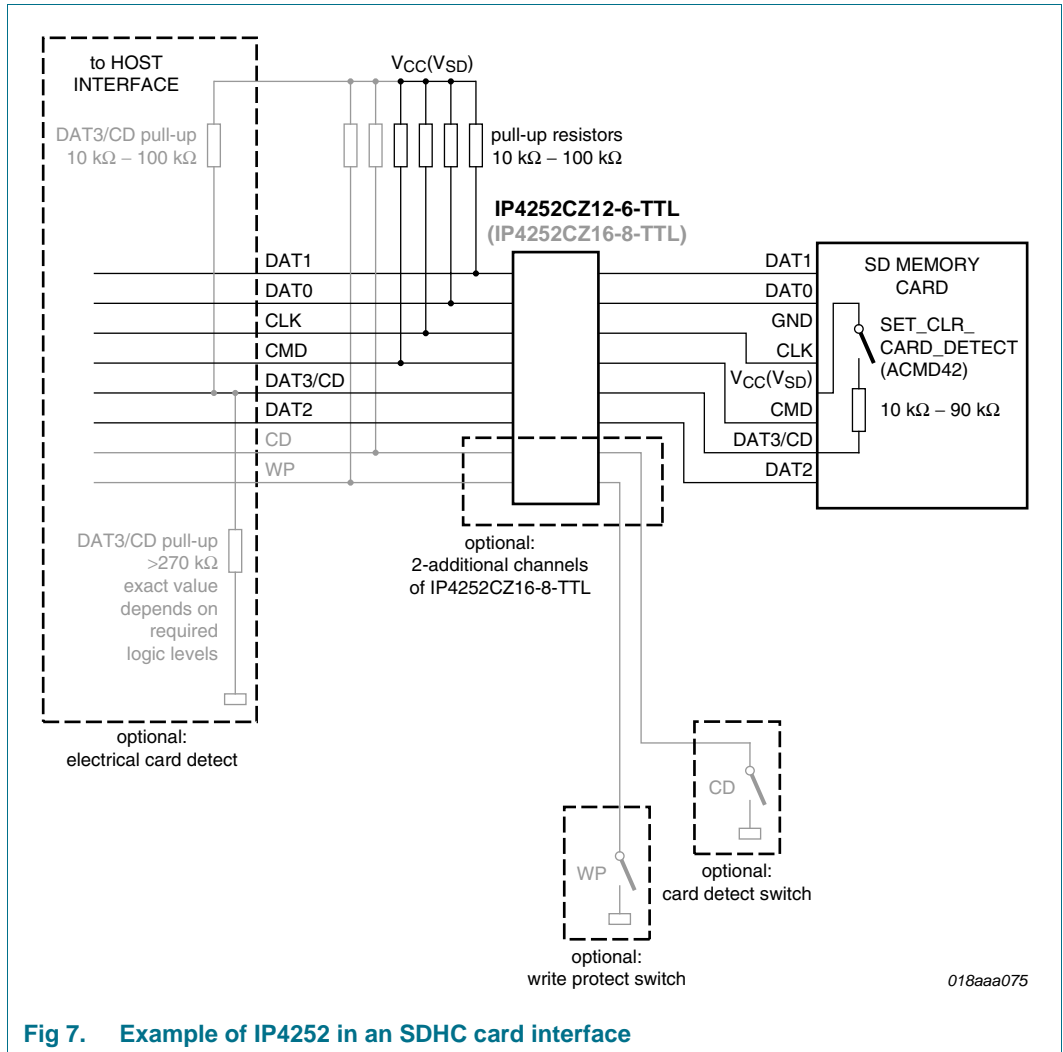 to HOST
INTERFACE
VCC(VSD)
DAT3/CD pull-up
10 kΩ − 100 kΩ
pull-up resistors
10 kΩ − 100 kΩ
IP4252CZ12-6-TTL
(IP4252CZ16-8-TTL)
DAT1
DAT0
CLK
CMD
DAT3/CD
DAT2
CD
WP
DAT1
DAT0
GND
CLK
VCC(VSD)
CMD
DAT3/CD
DAT2
SD MEMORY
CARD
SET_CLR_
CARD_DETECT
(ACMD42)
10 kΩ − 90 kΩ
DAT3/CD pull-up
>270 kΩ
exact value
depends on
required
logic levels
optional:
2-additional channels
of IP4252CZ16-8-TTL
optional:
electrical card detect
CD
optional:
card detect switch
WP
optional:
write protect switch
018aaa075
Fig 7. Example of IP4252 in an SDHC card interface